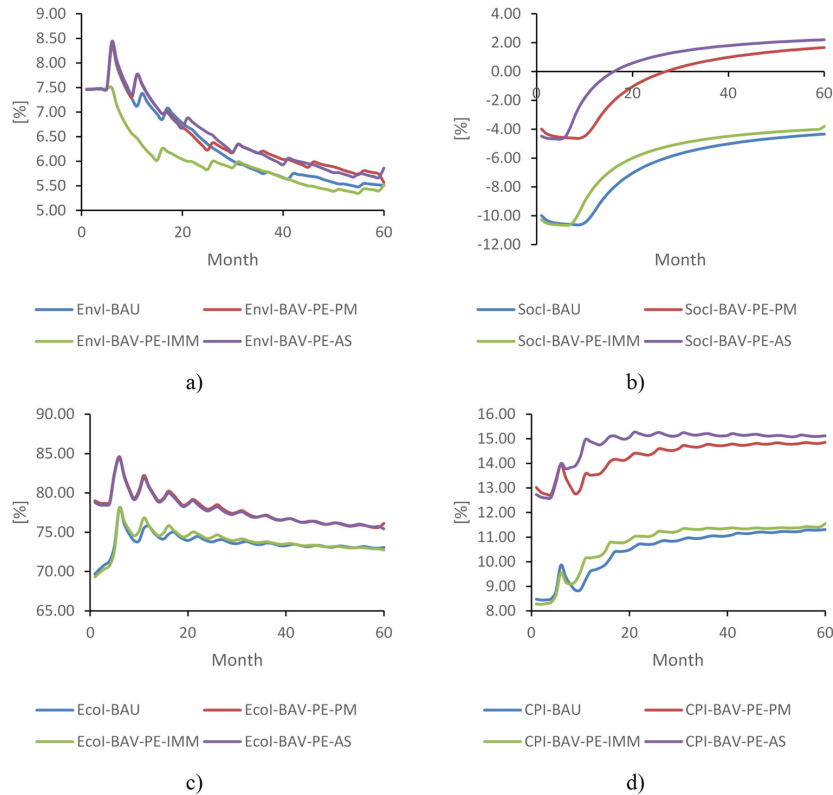 9.00
8.50
8.00
7.50
7.00
6.50
6.00
5.50
5.00
[%]
0 20 40 60
Month
EnvI-BAU EnvI-BAV-PE-PM
EnvI-BAV-PE-IMM EnvI-BAV-PE-AS
a)
4.00
2.00
0.00
-2.00
-4.00
-6.00
-8.00
-10.00
-12.00
[%]
0 20 40 60
Month
SocI-BAU SocI-BAV-PE-PM
SocI-BAV-PE-IMM SocI-BAV-PE-AS
b)
90.00
85.00
80.00
75.00
70.00
65.00
[%]
0 20 40 60
Month
EcoI-BAU EcoI-BAV-PE-PM
EcoI-BAV-PE-IMM EcoI-BAV-PE-AS
c)
16.00
15.00
14.00
13.00
12.00
11.00
10.00
9.00
8.00
[%]
0 20 40 60
Month
CPI-BAU CPI-BAV-PE-PM
CPI-BAV-PE-IMM CPI-BAV-PE-AS
d)